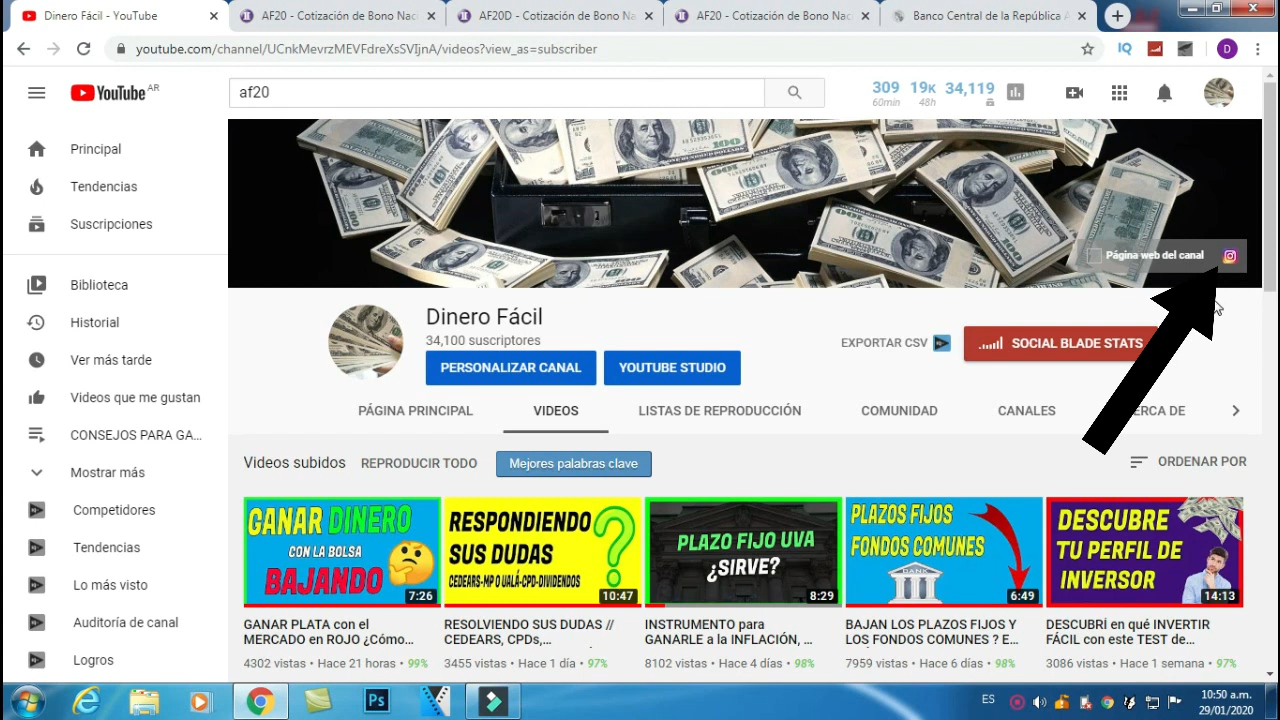 Dinero Fácil - YouTube
AF20 - Cotización de Bono Nac
AF20D - Cotización de Bono Na
AF20 - Cotización de Bono Nac
Banco Central de la República A
youtube.com/channel/UCnkMevrzMEVFdreXsSVIjnA/videos?view_as=subscriber
IQ
D
YouTube AR
af20
309 19K 34,119
60min 48h
Principal
Tendencias
Suscripciones
Biblioteca
Historial
Ver más tarde
Videos que me gustan
CONSEJOS PARA GA...
Mostrar más
Competidores
Tendencias
Lo más visto
Auditoría de canal
Logros
Página web del canal
Dinero Fácil
34,100 suscriptores
EXPORTAR CSV
SOCIAL BLADE STATS
PERSONALIZAR CANAL
YOUTUBE STUDIO
PÁGINA PRINCIPAL
VIDEOS
LISTAS DE REPRODUCCIÓN
COMUNIDAD
CANALES
ERCA DE
Videos subidos
REPRODUCIR TODO
Mejores palabras clave
ORDENAR POR
GANAR DINERO
CON LA BOLSA
BAJANDO
7:26
GANAR PLATA con el
MERCADO en ROJO ¿Cómo...
4302 vistas • Hace 21 horas • 99%
RESPONDIENDO
SUS DUDAS
CEDEARS-MP O UALÁ-CPD-DIVIDENDOS
?
10:47
RESOLVIENDO SUS DUDAS //
CEDEARS, CPDs,...
3455 vistas • Hace 1 día • 97%
PLAZO FIJO UVA
¿SIRVE?
8:29
INSTRUMENTO para
GANARLE a la INFLACIÓN, ...
8102 vistas • Hace 4 días • 98%
PLAZOS FIJOS
FONDOS COMUNES
BANK
6:49
BAJAN LOS PLAZOS FIJOS Y
LOS FONDOS COMUNES ? E...
7959 vistas • Hace 6 días • 98%
DESCUBRE
TU PERFIL DE
INVERSOR
14:13
DESCUBRÍ en qué INVERTIR
FÁCIL con este TEST de...
3086 vistas • Hace 1 semana • 97%
Ps
ES
10:50 a.m.
29/01/2020